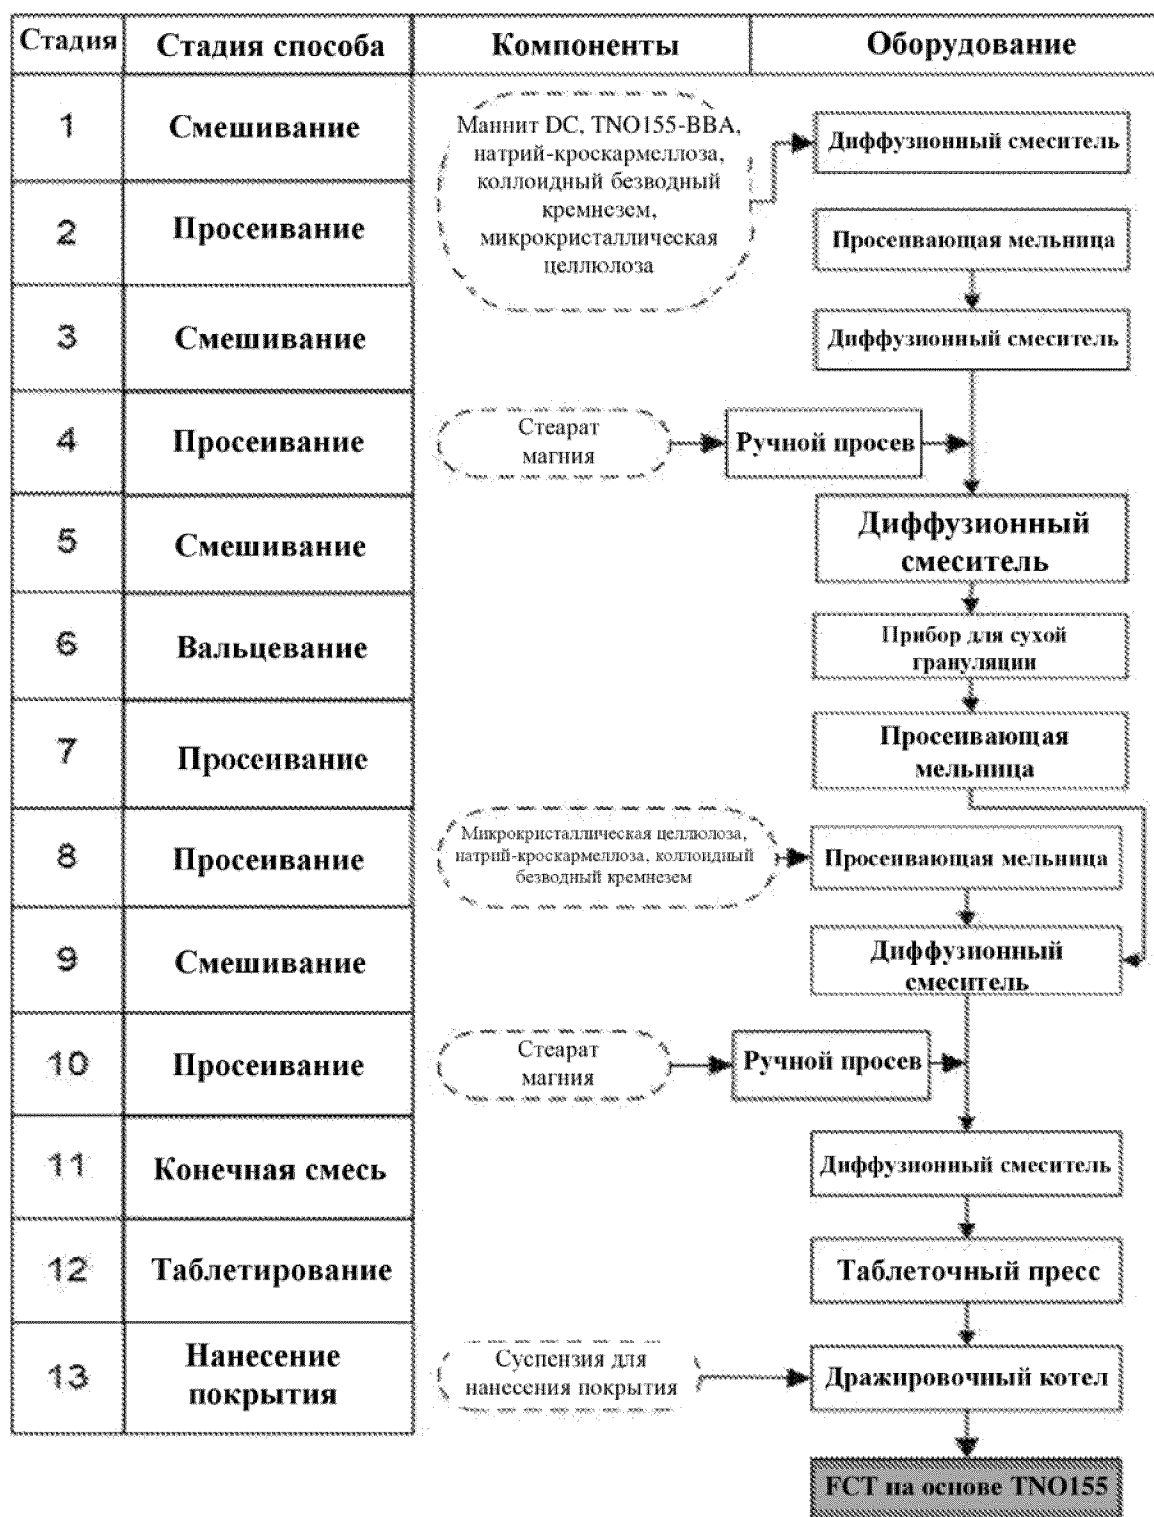 Стадия
Стадия способа
Компоненты
Оборудование
1
Смешивание
Маннит DC, TNO155-BBA,
натрий-кроскармеллоза,
коллоидный безводный
кремнезем,
микрокристаллическая
целлюлоза
Диффузионный смеситель
2
Просеивание
Просеивающая мельница
3
Смешивание
Диффузионный смеситель
4
Просеивание
Стеарат
магния
Ручной просев
5
Смешивание
Диффузионный
смеситель
6
Вальцевание
Прибор для сухой
грануляции
7
Просеивание
Просеивающая
мельница
8
Просеивание
Микрокристаллическая целлюлоза,
натрий-кроскармеллоза, коллоидный
безводный кремнезем
Просеивающая мельница
9
Смешивание
Диффузионный
смеситель
10
Просеивание
Стеарат
магния
Ручной просев
11
Конечная смесь
Диффузионный смеситель
12
Таблетирование
Таблеточный пресс
13
Нанесение
покрытия
Суспензия для
нанесения покрытия
Дражировочный котел
FCT на основе TNO155